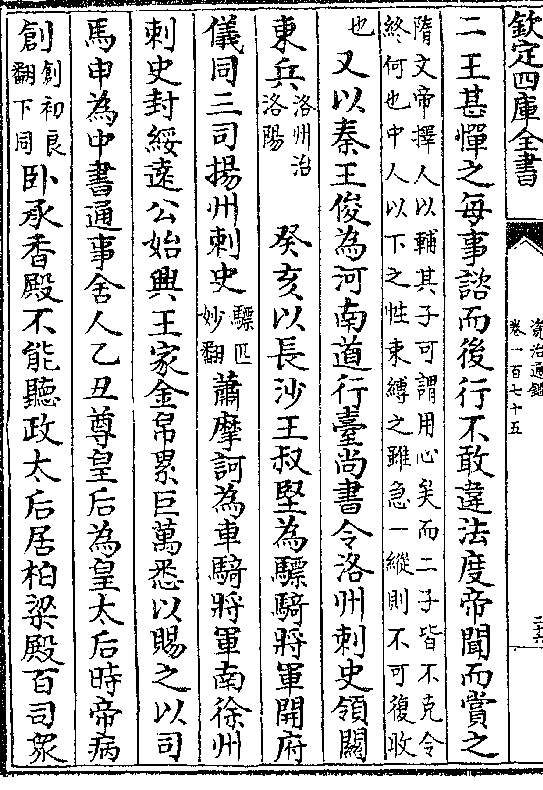 欽定四庫全書
資治通鑑
卷一百七十五
二王甚憚之每事諮而後行不敢違法度帝聞而賞之
隋文帝擇人以輔其子可謂用心矣而二子皆不克令
終何也中人以下之性束縛之雖急一縱則不可復收
也又以秦王俊為河南道行臺尚書令洛州刺史領關
東兵洛州治洛陽癸亥以長沙王叔堅為驃騎將軍開府
儀同三司揚州刺史驃匹妙翻蕭摩訶為車騎將軍南徐州
刺史封綏遠公始興王家金帛累巨萬悉以賜之以司
馬申為中書通事舍人乙丑尊皇后為皇太后時帝病
創創初良翻下同卧承香殿不能聽政太后居柏梁殿百司衆